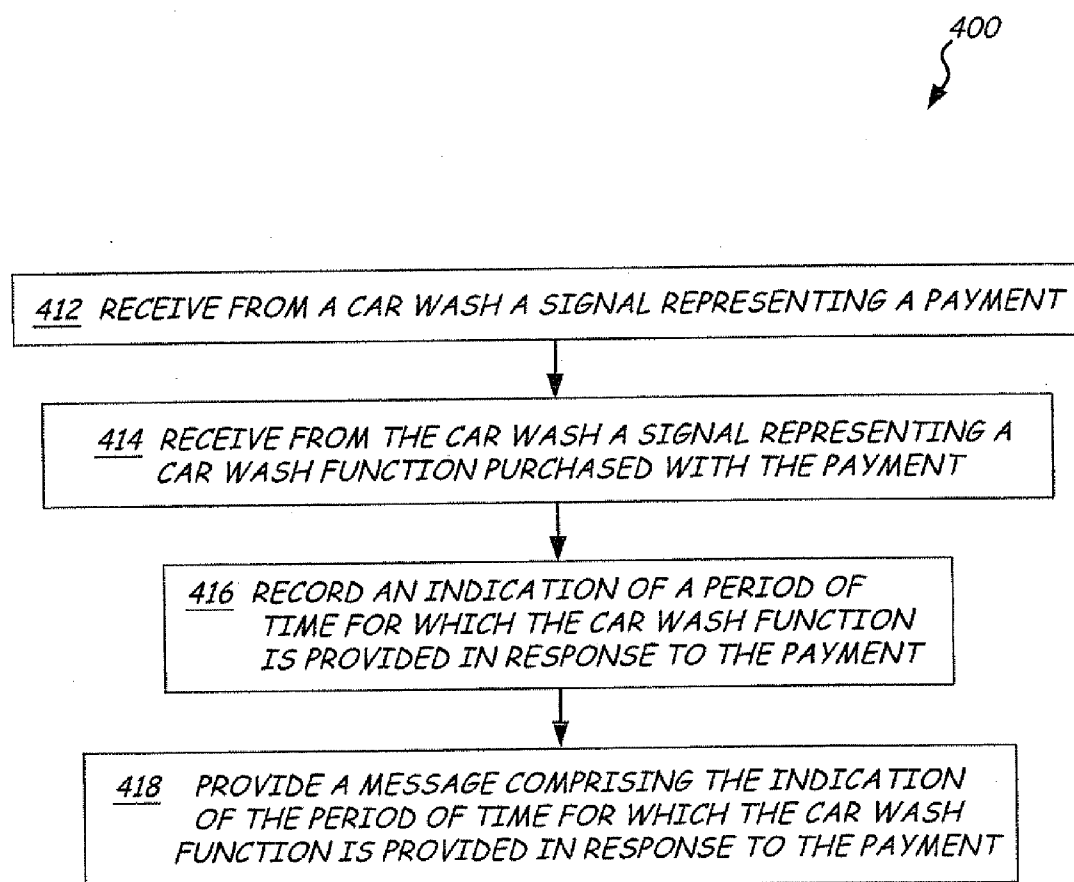 400
412 RECEIVE FROM A CAR WASH A SIGNAL REPRESENTING A PAYMENT
414 RECEIVE FROM THE CAR WASH A SIGNAL REPRESENTING A
CAR WASH FUNCTION PURCHASED WITH THE PAYMENT
416 RECORD AN INDICATION OF A PERIOD OF
TIME FOR WHICH THE CAR WASH FUNCTION
IS PROVIDED IN RESPONSE TO THE PAYMENT
418 PROVIDE A MESSAGE COMPRISING THE INDICATION
OF THE PERIOD OF TIME FOR WHICH THE CAR WASH
FUNCTION IS PROVIDED IN RESPONSE TO THE PAYMENT